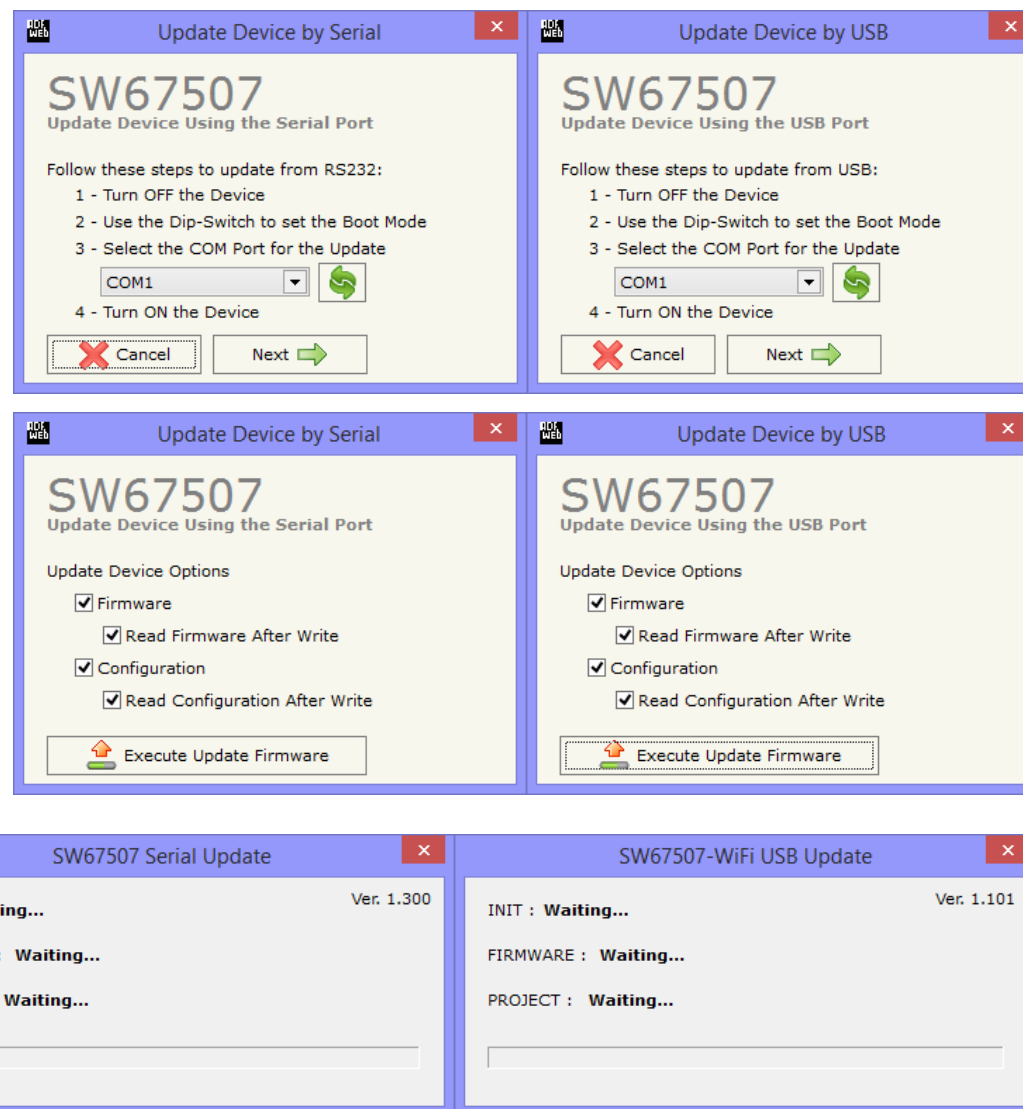 ADF WEB Update Device by Serial
SW67507
Update Device Using the Serial Port
Follow these steps to update from RS232:
1 - Turn OFF the Device
2 - Use the Dip-Switch to set the Boot Mode
3 - Select the COM Port for the Update
COM1
4 - Turn ON the Device
Cancel Next
ADF WEB Update Device by USB
SW67507
Update Device Using the USB Port
Follow these steps to update from USB:
1 - Turn OFF the Device
2 - Use the Dip-Switch to set the Boot Mode
3 - Select the COM Port for the Update
COM1
4 - Turn ON the Device
Cancel Next
ADF WEB Update Device by Serial
SW67507
Update Device Using the Serial Port
Update Device Options
Firmware
Read Firmware After Write
Configuration
Read Configuration After Write
Execute Update Firmware
ADF WEB Update Device by USB
SW67507
Update Device Using the USB Port
Update Device Options
Firmware
Read Firmware After Write
Configuration
Read Configuration After Write
Execute Update Firmware
SW67507 Serial Update
Ver. 1.300
ing...
: Waiting...
Waiting...
SW67507-WiFi USB Update
Ver. 1.101
INIT : Waiting...
FIRMWARE : Waiting...
PROJECT : Waiting...